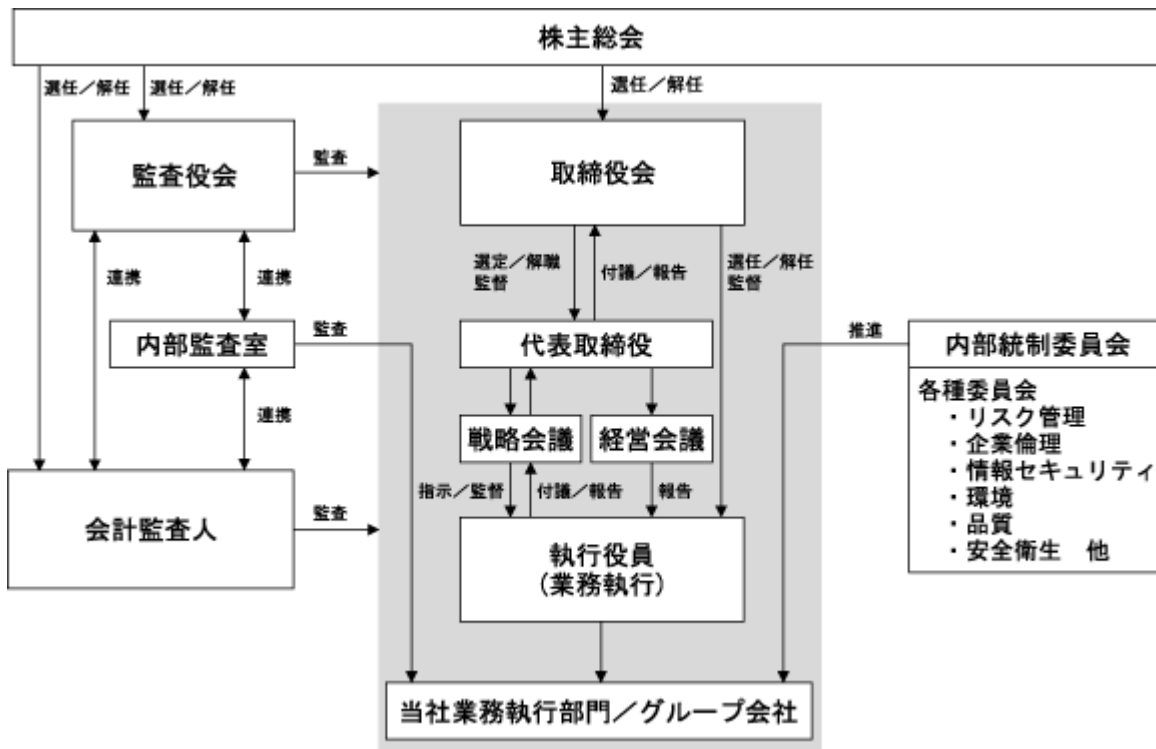 株主総会
選任／解任
選任／解任
選任／解任
監査役会
監査
取締役会
連携
連携
選定／解職
監督
付議／報告
選任／解任
監督
内部監査室
監査
代表取締役
推進
内部統制委員会
各種委員会
・リスク管理
・企業倫理
・情報セキュリティ
・環境
・品質
・安全衛生　他
連携
戦略会議
経営会議
指示／監督
付議／報告
報告
会計監査人
監査
執行役員
(業務執行)
当社業務執行部門／グループ会社